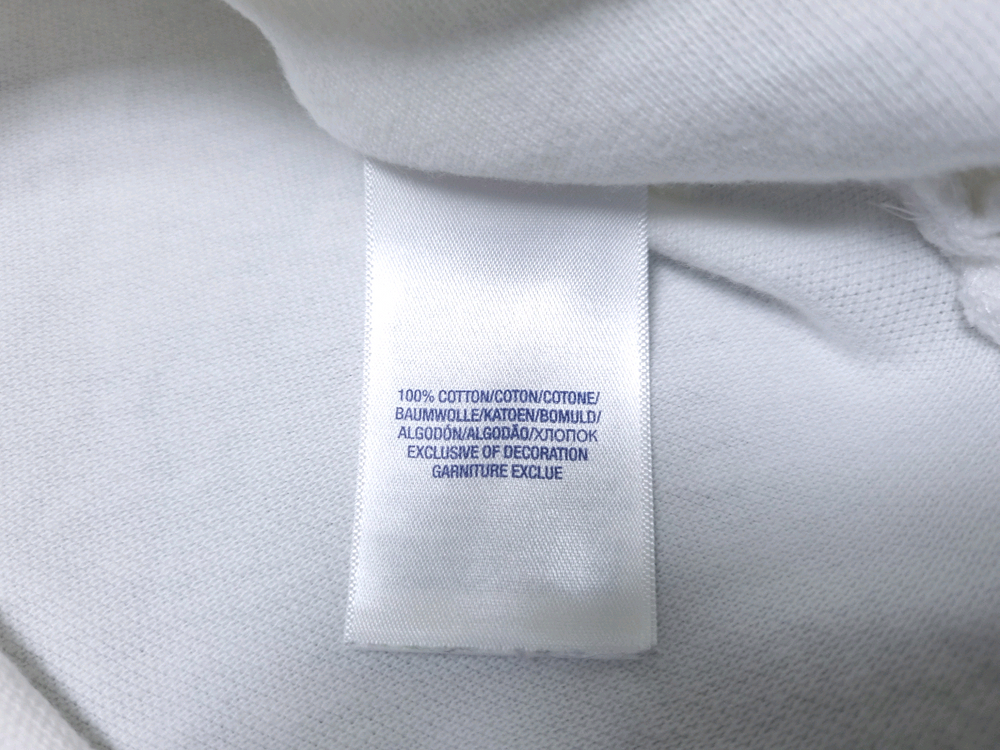 100% COTTON/COTON/COTONE/
BAUMWOLLE/KATOEN/BOMULD/
ALGODÓN/ALGODÃO/ХЛОПОК
EXCLUSIVE OF DECORATION
GARNITURE EXCLUE